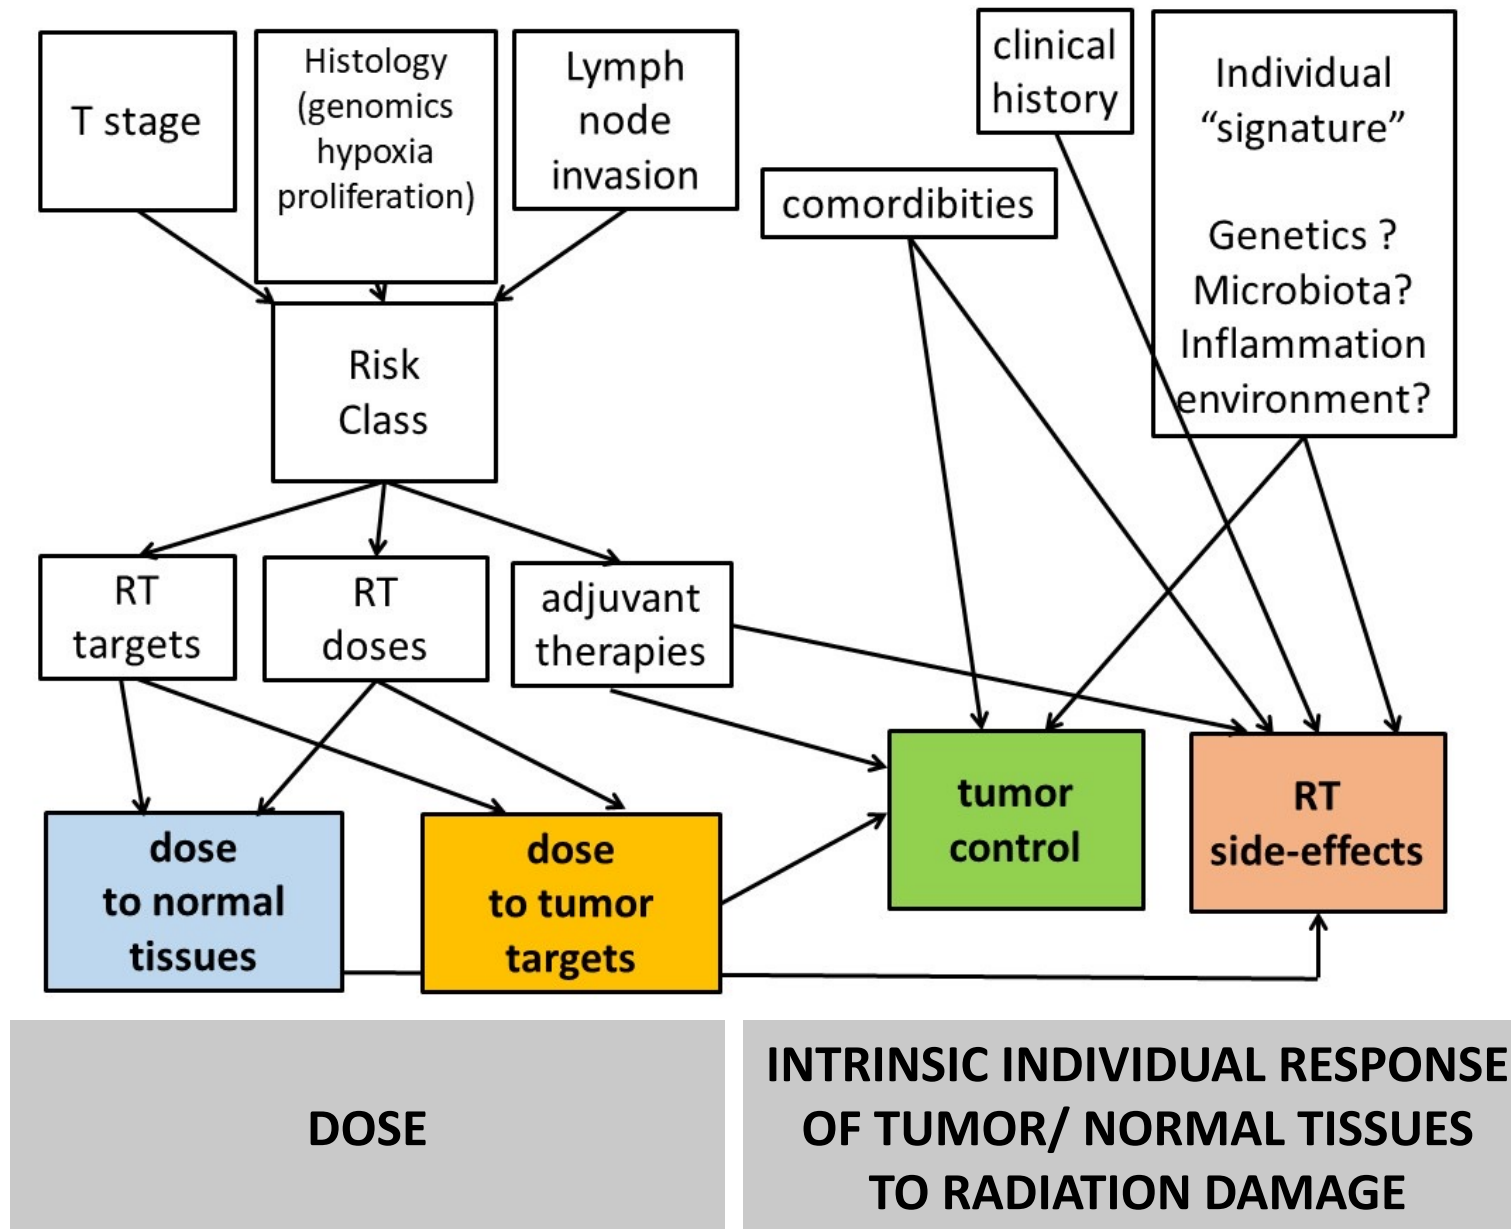 T stage
Histology
(genomics
hypoxia
proliferation)
Lymph
node
invasion
clinical
history
Individual
“signature”
Genetics ?
Microbiota?
Inflammation
environment?
comordibities
Risk
Class
RT
targets
RT
doses
adjuvant
therapies
tumor
control
RT
side-effects
dose
to normal
tissues
dose
to tumor
targets
DOSE
INTRINSIC INDIVIDUAL RESPONSE
OF TUMOR/ NORMAL TISSUES
TO RADIATION DAMAGE